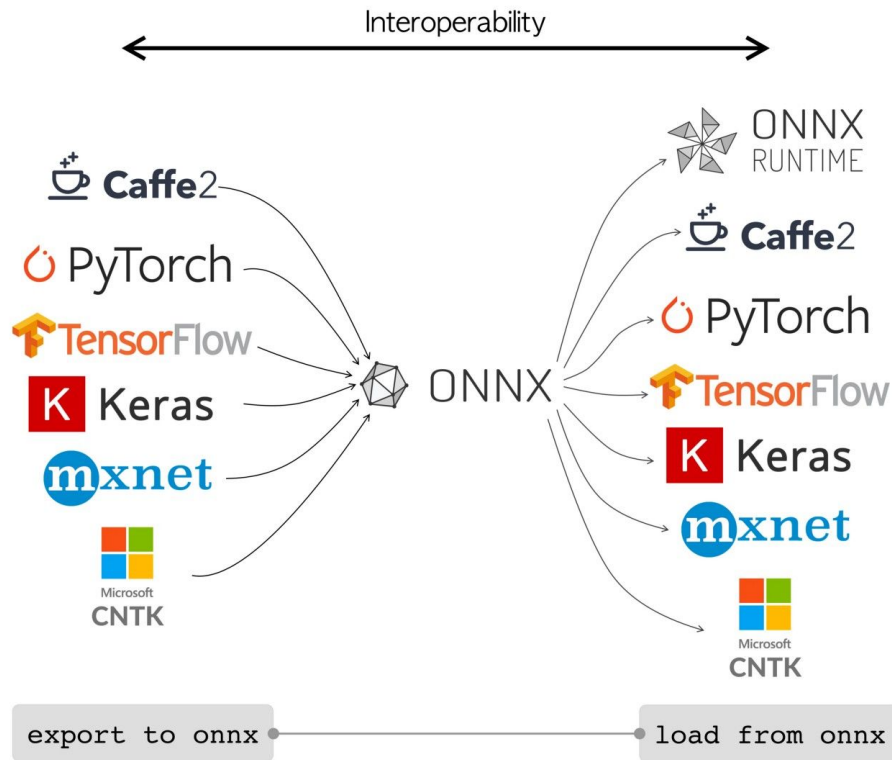 Interoperability
Caffe2
PyTorch
TensorFlow
K Keras
mxnet
Microsoft
CNTK
ONNX
ONNX
RUNTIME
Caffe2
PyTorch
TensorFlow
K Keras
mxnet
Microsoft
CNTK
export to onnx
load from onnx